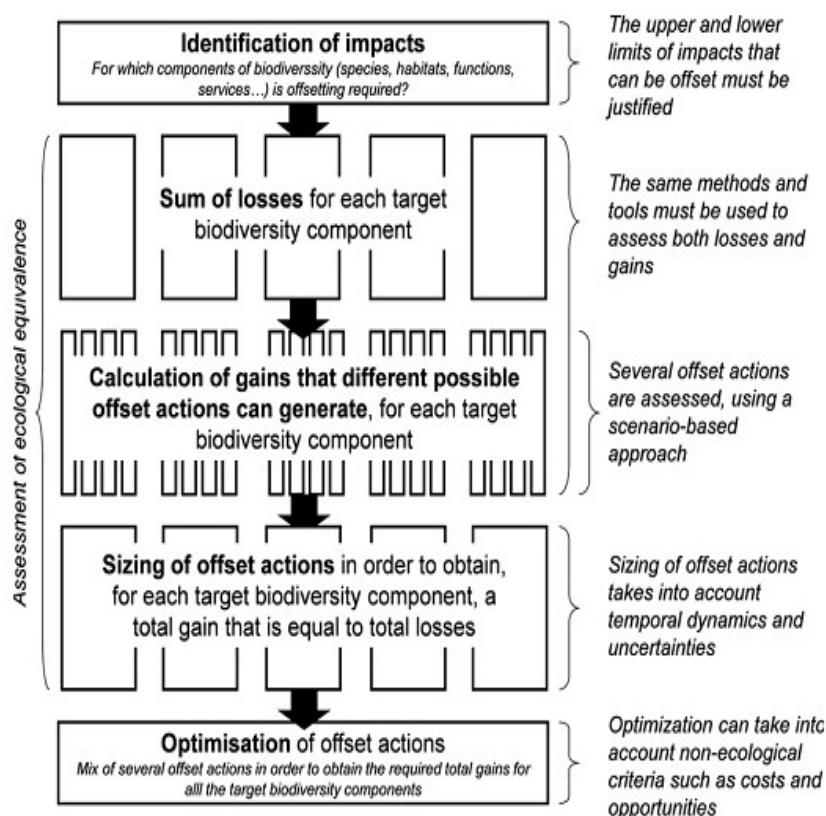 Identification of impacts
For which components of biodiverssity (species, habitats, functions,
services...) is offsetting required?
The upper and lower
limits of impacts that
can be offset must be
justified
Assessment of ecological equivalence
Sum of losses for each target
biodiversity component
The same methods and
tools must be used to
assess both losses and
gains
Calculation of gains that different possible
offset actions can generate, for each target
biodiversity component
Several offset actions
are assessed, using a
scenario-based
approach
Sizing of offset actions in order to obtain,
for each target biodiversity component, a
total gain that is equal to total losses
Sizing of offset actions
takes into account
temporal dynamics and
uncertainties
Optimisation of offset actions
Mix of several offset actions in order to obtain the required total gains for
alll the target biodiversity components
Optimization can take into
account non-ecological
criteria such as costs and
opportunities